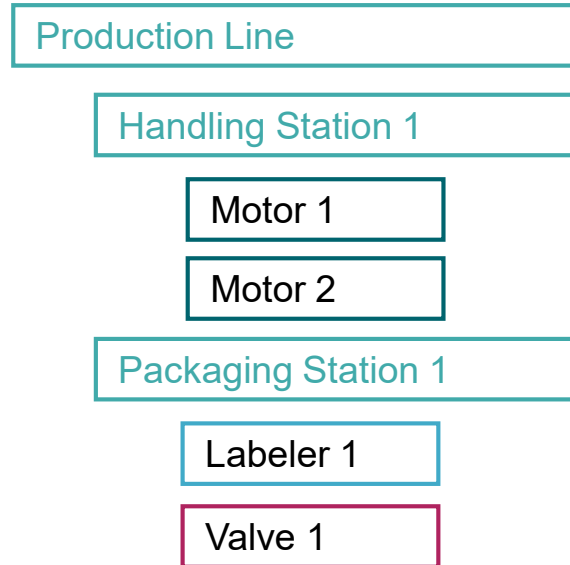 Production Line
Handling Station 1
Motor 1
Motor 2
Packaging Station 1
Labeler 1
Valve 1